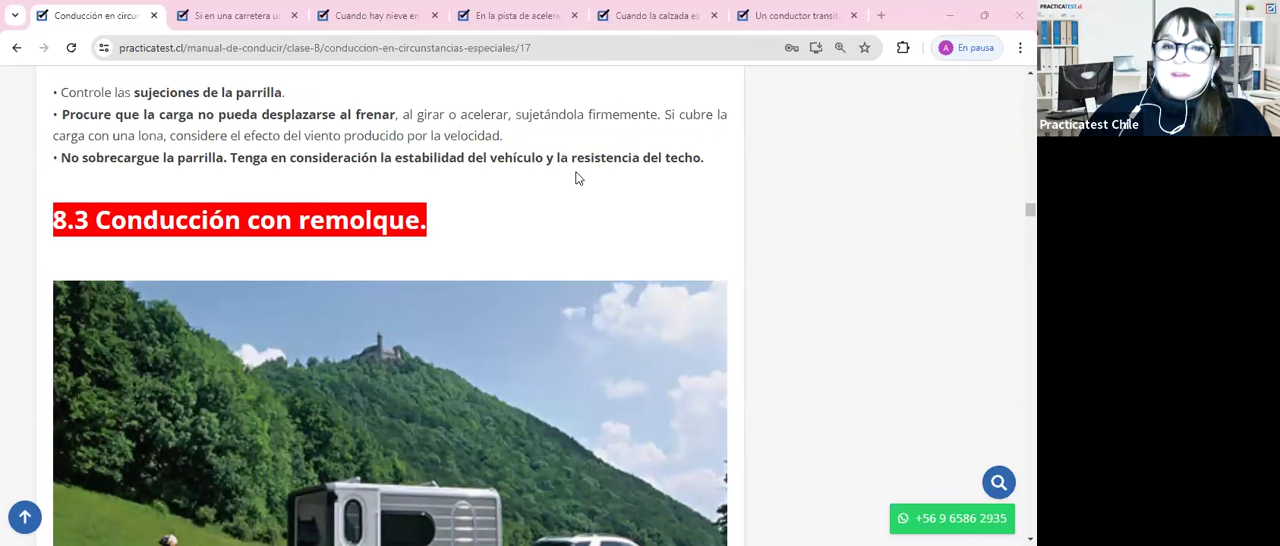 Conducción en circun
Si en una carretera u
Cuando hay nieve en
En la pista de acelera
Cuando la calzada es
Un conductor transit
practicatest.cl/manual-de-conducir/clase-B/conduccion-en-circunstancias-especiales/17
A En pausa
PRACTICATEST.cl
Practicatest Chile
• Controle las sujeciones de la parrilla.
• Procure que la carga no pueda desplazarse al frenar, al girar o acelerar, sujetándola firmemente. Si cubre la
carga con una lona, considere el efecto del viento producido por la velocidad.
• No sobrecargue la parrilla. Tenga en consideración la estabilidad del vehículo y la resistencia del techo.
8.3 Conducción con remolque.
+56 9 6586 2935